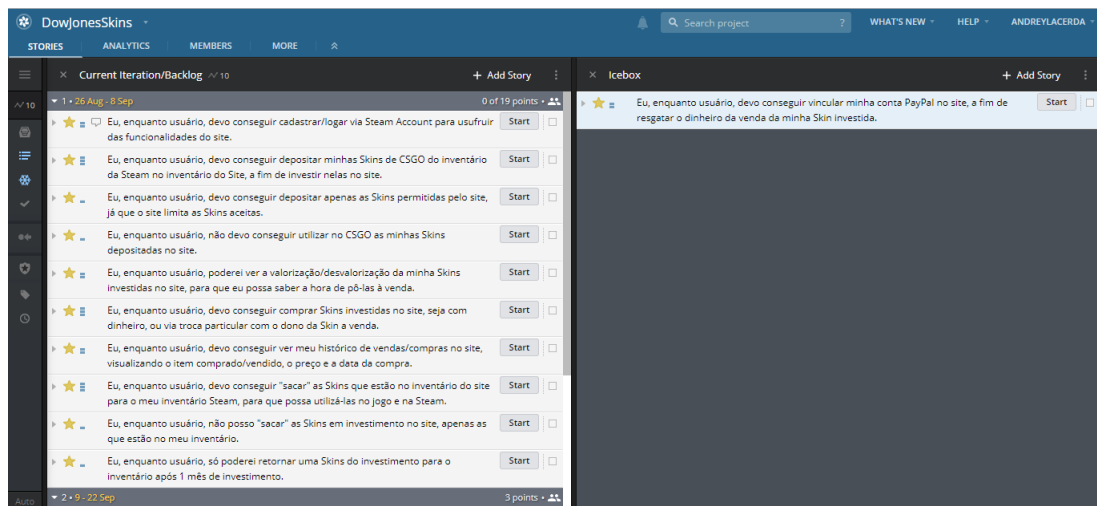 DowJonesSkins
Search project
?
WHAT'S NEW
HELP
ANDREYLACERDA
STORIES
ANALYTICS
MEMBERS
MORE
Current Iteration/Backlog
10
+ Add Story
Icebox
+ Add Story
10
1 • 26 Aug - 8 Sep
0 of 19 points •
Eu, enquanto usuário, devo conseguir cadastrar/logar via Steam Account para usufruir
das funcionalidades do site.
Start
Eu, enquanto usuário, devo conseguir depositar minhas Skins de CSGO do inventário
da Steam no inventário do Site, a fim de investir nelas no site.
Start
Eu, enquanto usuário, devo conseguir depositar apenas as Skins permitidas pelo site,
já que o site limita as Skins aceitas.
Start
Eu, enquanto usuário, não devo conseguir utilizar no CSGO as minhas Skins
depositadas no site.
Start
Eu, enquanto usuário, poderei ver a valorização/desvalorização da minha Skins
investidas no site, para que eu possa saber a hora de pô-las à venda.
Start
Eu, enquanto usuário, devo conseguir comprar Skins investidas no site, seja com
dinheiro, ou via troca particular com o dono da Skin a venda.
Start
Eu, enquanto usuário, devo conseguir ver meu histórico de vendas/compras no site,
visualizando o item comprado/vendido, o preço e a data da compra.
Start
Eu, enquanto usuário, devo conseguir "sacar" as Skins que estão no inventário do site
para o meu inventário Steam, para que possa utilizá-las no jogo e na Steam.
Start
Eu, enquanto usuário, não posso "sacar" as Skins em investimento no site, apenas as
que estão no meu inventário.
Start
Eu, enquanto usuário, só poderei retornar uma Skins do investimento para o
inventário após 1 mês de investimento.
Start
Auto
2 • 9 - 22 Sep
3 points •
Eu, enquanto usuário, devo conseguir vincular minha conta PayPal no site, a fim de
resgatar o dinheiro da venda da minha Skin investida.
Start